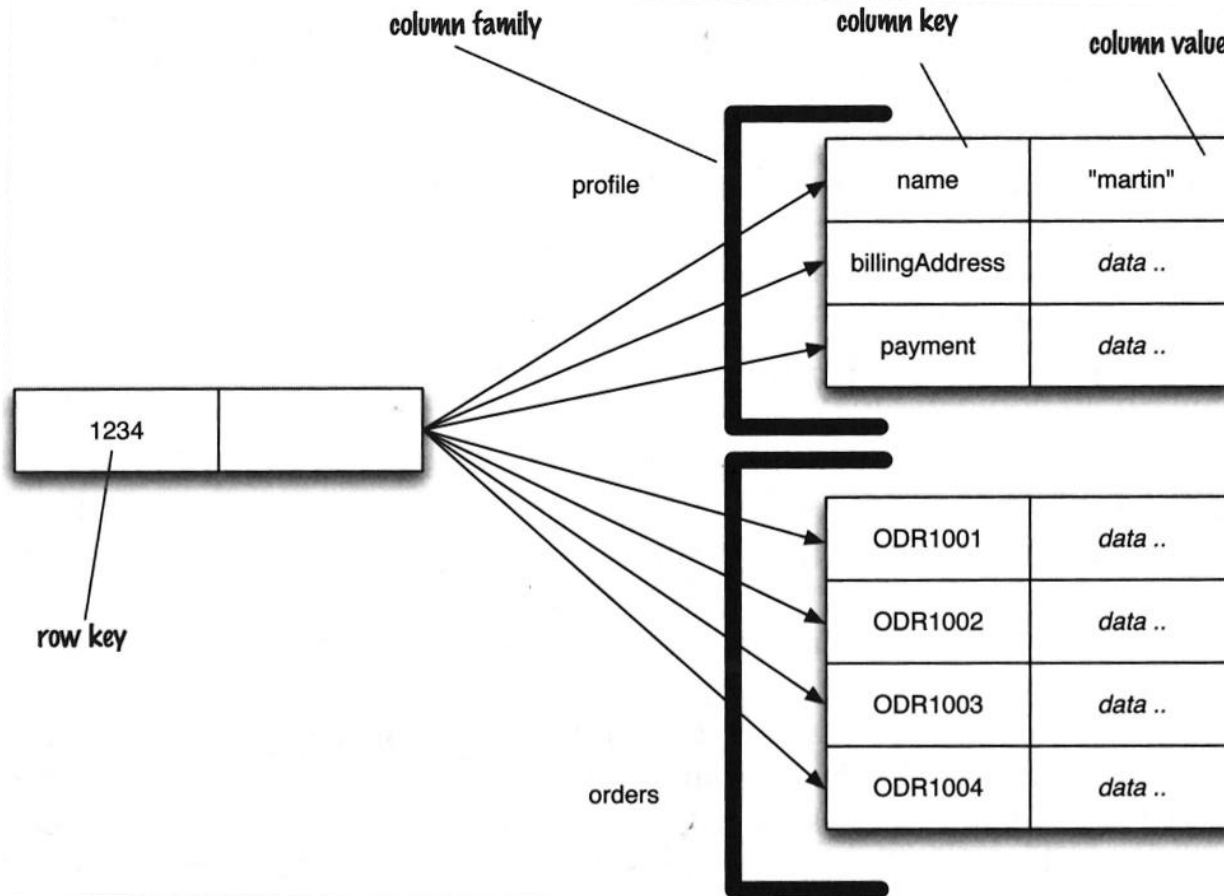 column family
column key
column value
profile
name "martin"
billingAddress data ..
payment data ..
1234
row key
ODR1001 data ..
ODR1002 data ..
ODR1003 data ..
ODR1004 data ..
orders